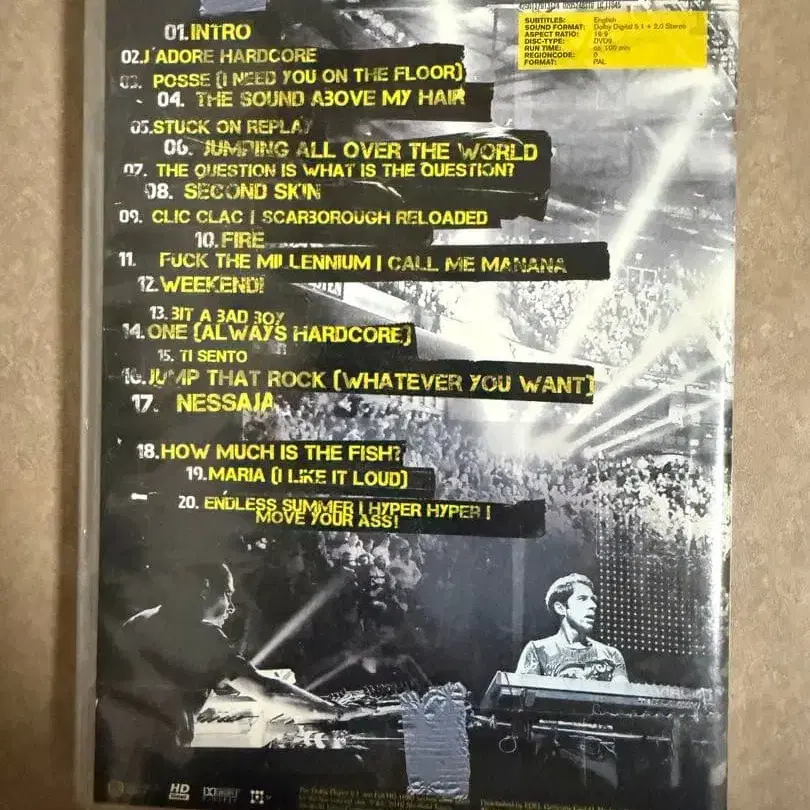 SUBTITLES: English
SOUND FORMAT: Dolby Digital 5.1 + 2.0 Stereo
ASPECT RATIO: 16:9
DISC-TYPE: DVD9
RUN TIME: ca. 100 min
REGIONCODE: 0
FORMAT: PAL
01. INTRO
02. J'ADORE HARDCORE
03. POSSE (I NEED YOU ON THE FLOOR)
04. THE SOUND ABOVE MY HAIR
05. STUCK ON REPLAY
06. JUMPING ALL OVER THE WORLD
07. THE QUESTION IS WHAT IS THE QUESTION?
08. SECOND SKIN
09. CLIC CLAC | SCARBOROUGH RELOADED
10. FIRE
11. FUCK THE MILLENNIUM | CALL ME MANANA
12. WEEKEND!
13. BIT A BAD BOY
14. ONE (ALWAYS HARDCORE)
15. TI SENTO
16. JUMP THAT ROCK (WHATEVER YOU WANT)
17. NESSAJA
18. HOW MUCH IS THE FISH?
19. MARIA (I LIKE IT LOUD)
20. ENDLESS SUMMER | HYPER HYPER |
MOVE YOUR ASS!
HD